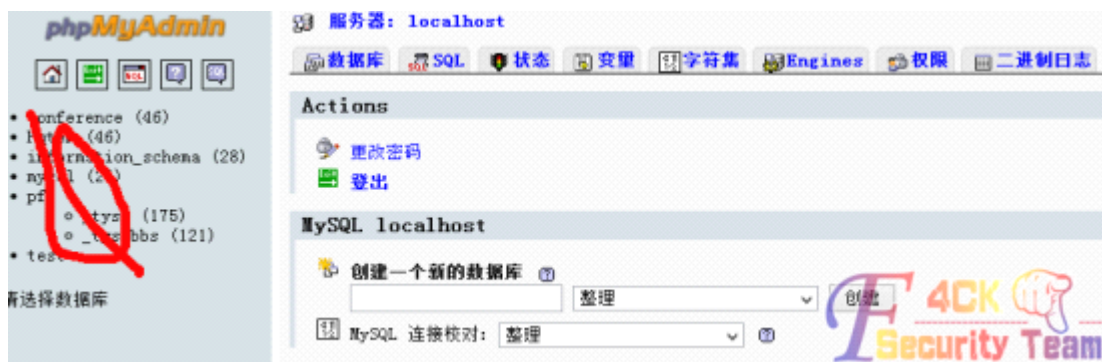 phpMyAdmin
服务器: localhost
数据库 SQL 状态 变量 字符集 Engines 权限 二进制日志
(46)
(46)
information_schema (28)
(175)
(121)
请选择数据库
Actions
更改密码
登出
MySQL localhost
创建一个新的数据库
整理 创建
MySQL 连接校对: 整理
F4CK
Security Team